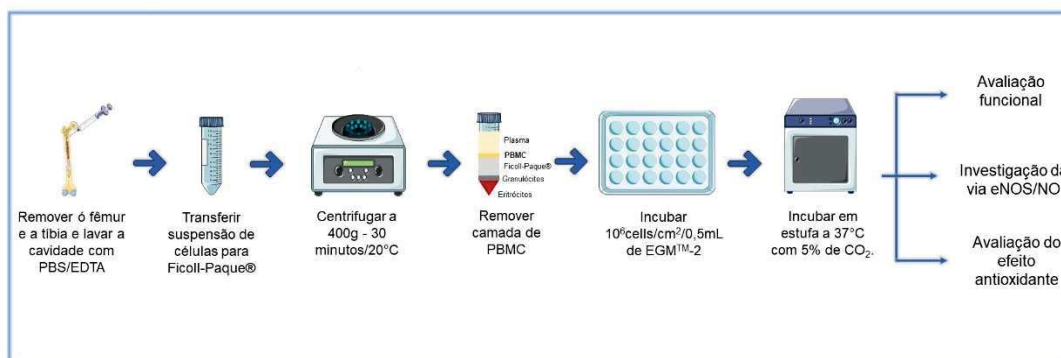 Remover ó fêmur
e a tíbia e lavar a
cavidade com
PBS/EDTA
Transferir
suspensão de
células para
Ficoll-Paque®
Centrifugar a
400g - 30
minutos/20°C
Plasma
PBMC
Ficoll-Paque®
Granulócitos
Eritrócitos
Remover
camada de
PBMC
Incubar
10⁶cells/cm²/0,5mL
de EGM™-2
Incubar em
estufa a 37°C
com 5% de CO₂.
Avaliação
funcional
Investigação da
via eNOS/NO
Avaliação do
efeito
antioxidante